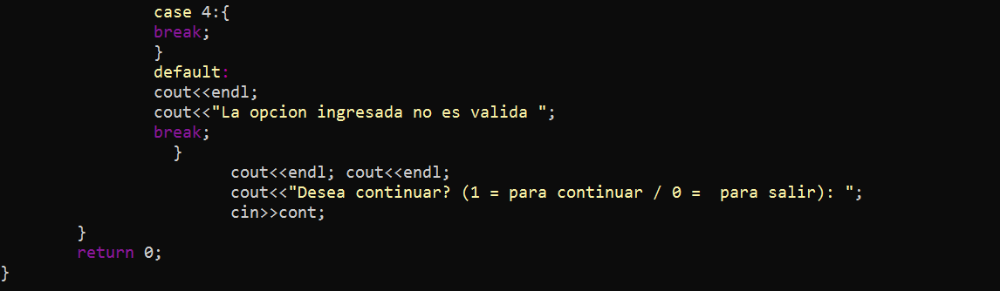 case 4:{
break;
}
default:
cout<<endl;
cout<<"La opcion ingresada no es valida ";
break;
}
cout<<endl; cout<<endl;
cout<<"Desea continuar? (1 = para continuar / 0 =  para salir): ";
cin>>cont;
}
return 0;
}